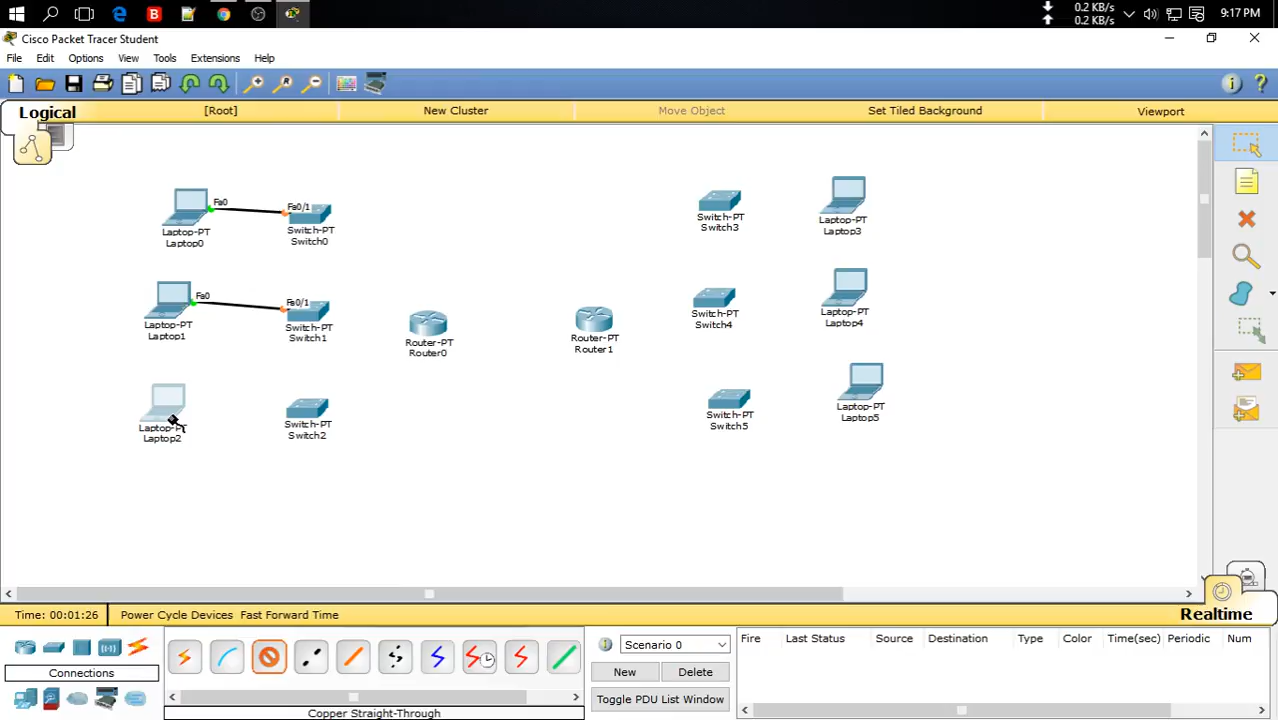 0.2 KB/s
0.2 KB/s
9:17 PM
Cisco Packet Tracer Student
File Edit Options View Tools Extensions Help
Logical
[Root]
New Cluster
Move Object
Set Tiled Background
Viewport
Fa0
Fa0/1
Laptop-PT
Laptop0
Switch-PT
Switch0
Switch-PT
Switch3
Laptop-PT
Laptop3
Fa0
Fa0/1
Laptop-PT
Laptop1
Switch-PT
Switch1
Router-PT
Router0
Router-PT
Router1
Switch-PT
Switch4
Laptop-PT
Laptop4
Laptop-PT
Laptop2
Switch-PT
Switch2
Switch-PT
Switch5
Laptop-PT
Laptop5
Time: 00:01:26
Power Cycle Devices Fast Forward Time
Realtime
Connections
Copper Straight-Through
Scenario 0
New
Delete
Toggle PDU List Window
Fire Last Status Source Destination Type Color Time(sec) Periodic Num